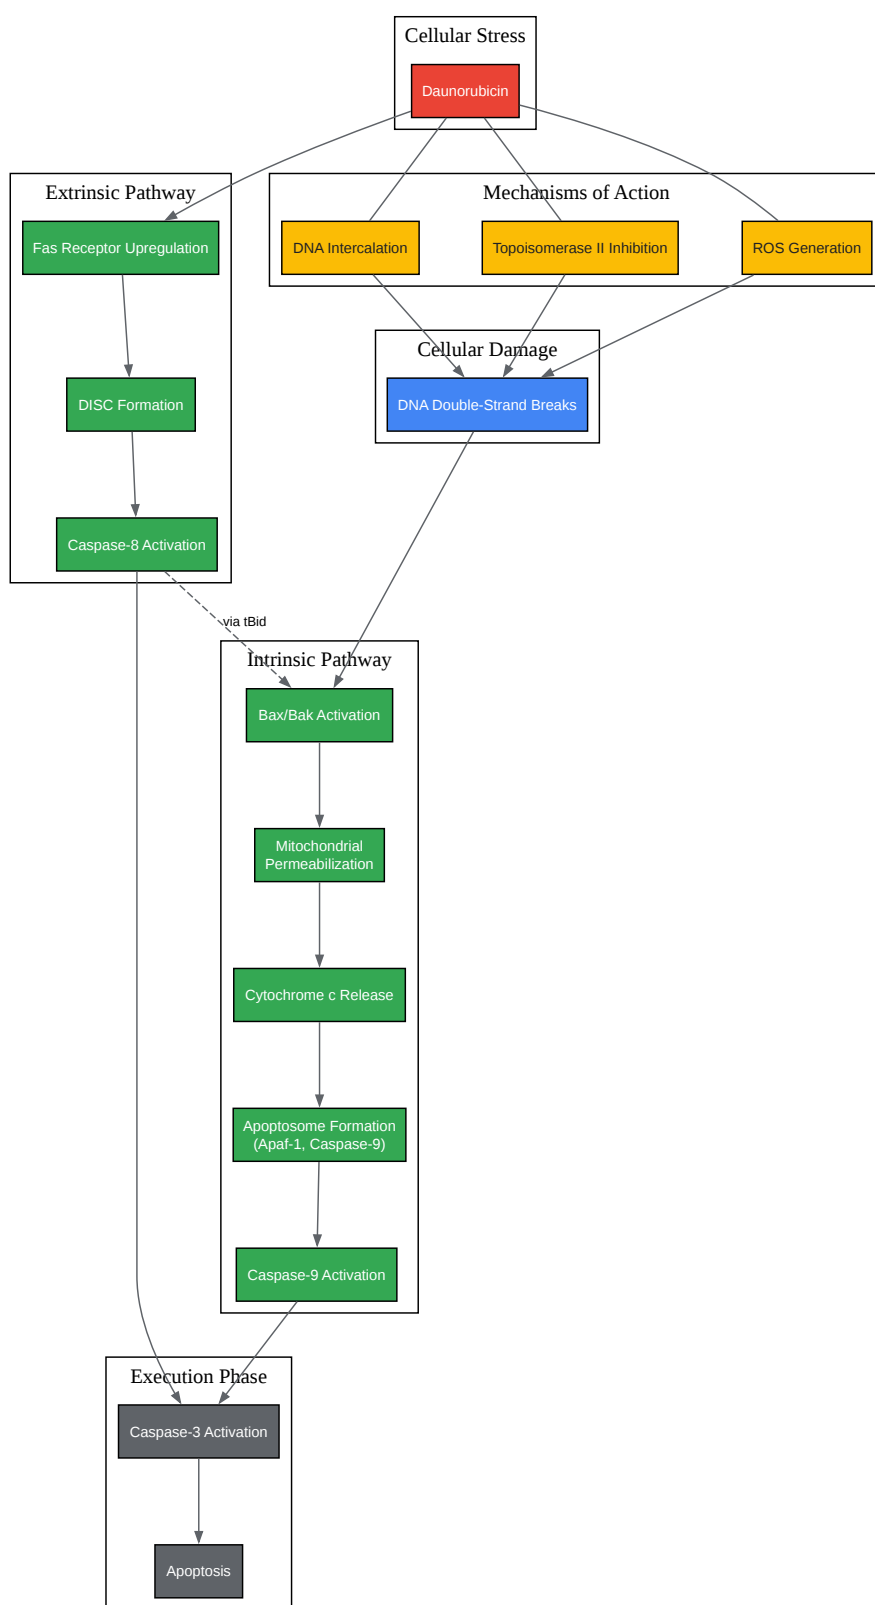 Cellular Stress
Daunorubicin
Extrinsic Pathway
Mechanisms of Action
Fas Receptor Upregulation
DNA Intercalation
Topoisomerase II Inhibition
ROS Generation
Cellular Damage
DISC Formation
DNA Double-Strand Breaks
Caspase-8 Activation
via tBid
Intrinsic Pathway
Bax/Bak Activation
Mitochondrial
Permeabilization
Cytochrome c Release
Apoptosome Formation
(Apaf-1, Caspase-9)
Caspase-9 Activation
Execution Phase
Caspase-3 Activation
Apoptosis